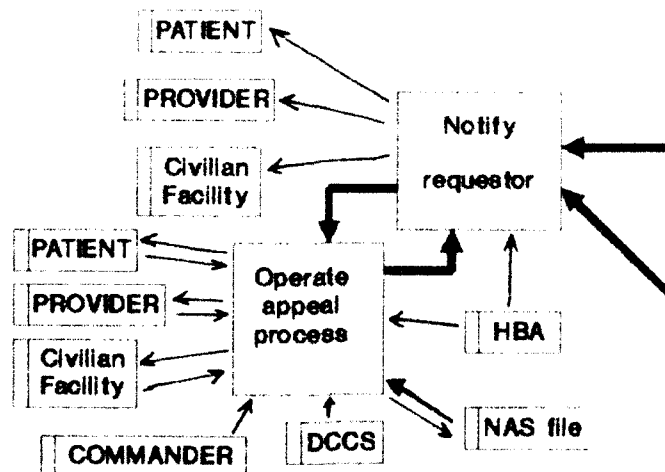 PATIENT
PROVIDER
Civilian
Facility
Notify
requestor
PATIENT
PROVIDER
Civilian
Facility
Operate
appeal
process
HBA
COMMANDER
DCCS
NAS file